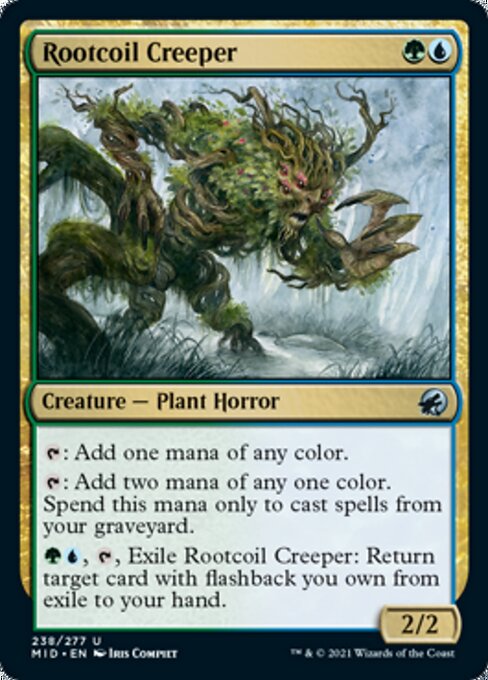 Rootcoil Creeper
Creature — Plant Horror
: Add one mana of any color.
: Add two mana of any one color.
Spend this mana only to cast spells from
your graveyard.
, , Exile Rootcoil Creeper: Return
target card with flashback you own from
exile to your hand.
2/2
238/277 U
MID • EN Iris Compiet
™ & © 2021 Wizards of the Coast